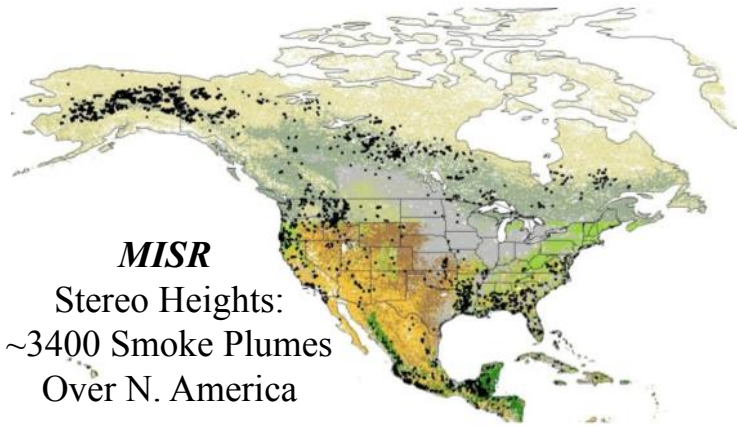 MISR
Stereo Heights:
~3400 Smoke Plumes
Over N. America